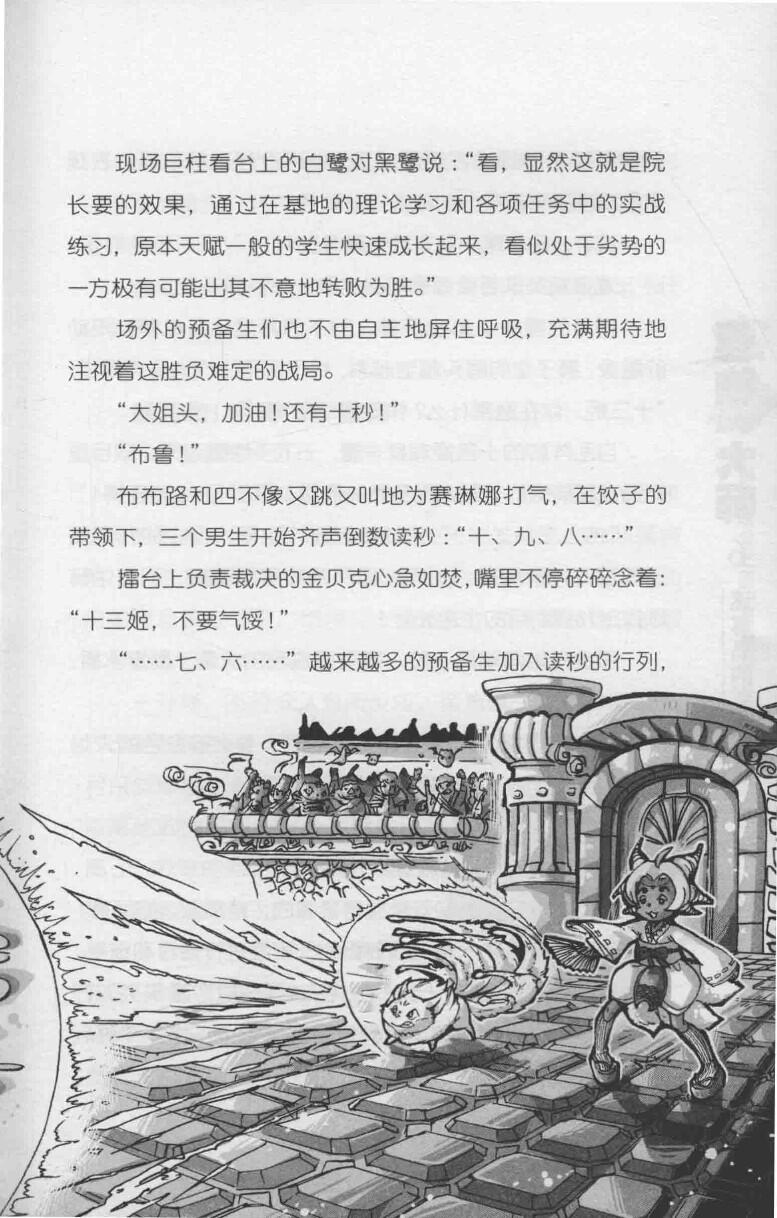 现场巨柱看台上的白鹭对黑鹭说：“看，显然这就是院
长要的效果，通过在基地的理论学习和各项任务中的实战
练习，原本天赋一般的学生快速成长起来，看似处于劣势的
一方极有可能出其不意地转败为胜。”
场外的预备生们也不由自主地屏住呼吸，充满期待地
注视着这胜负难定的战局。
“大姐头，加油！还有十秒！”
“布鲁！”
布布路和四不像又跳又叫地为赛琳娜打气，在饺子的
带领下，三个男生开始齐声倒数读秒：“十、九、八……”
擂台上负责裁决的金贝克心急如焚，嘴里不停碎碎念着：
“十三姬，不要气馁！”
“……七、六……”越来越多的预备生加入读秒的行列，